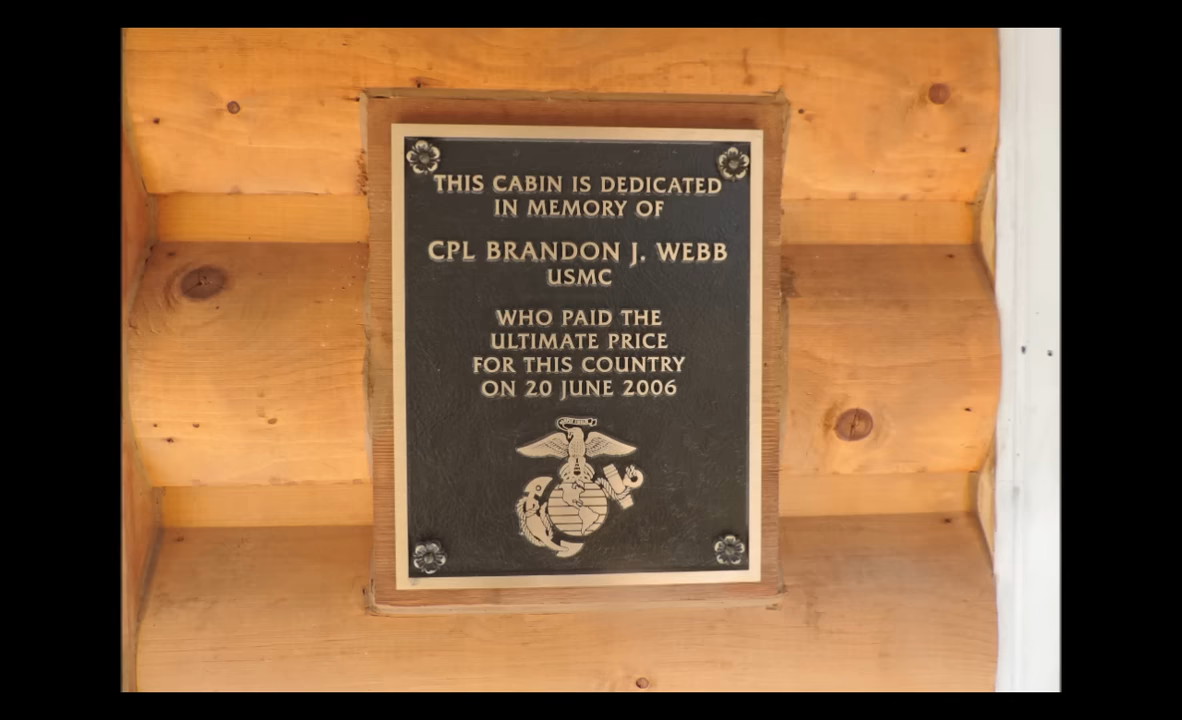 THIS CABIN IS DEDICATED
IN MEMORY OF
CPL BRANDON J. WEBB
USMC
WHO PAID THE
ULTIMATE PRICE
FOR THIS COUNTRY
ON 20 JUNE 2006